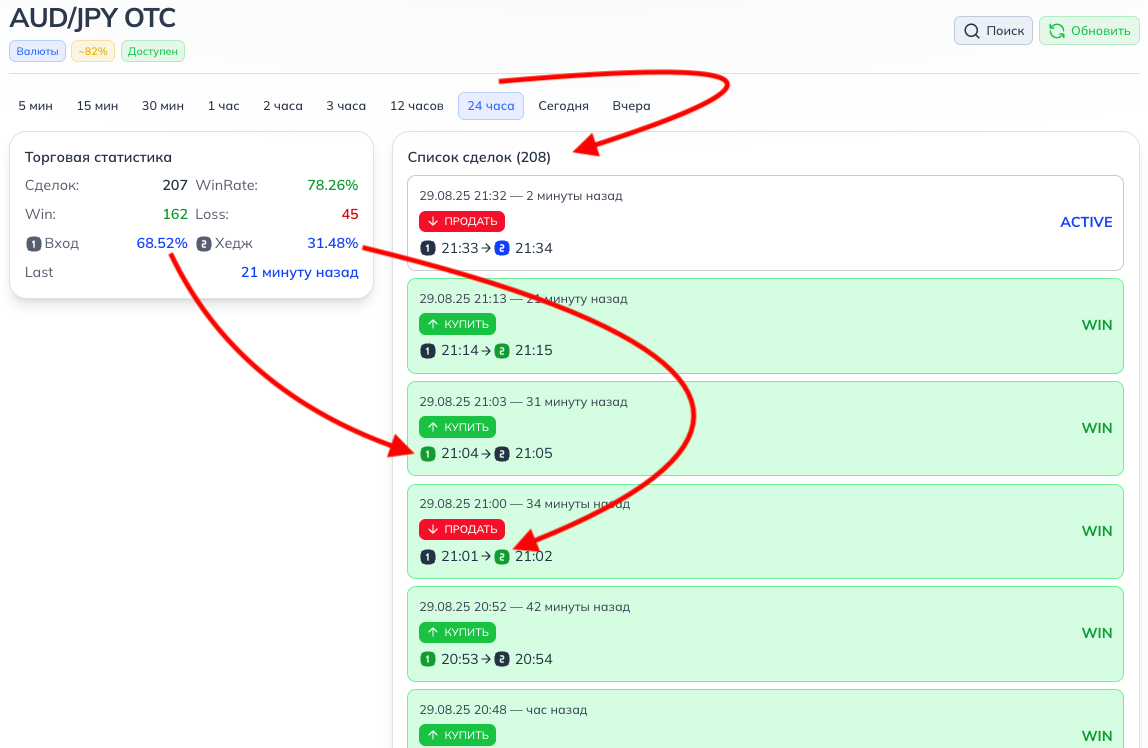 AUD/JPY OTC
Валюты ~82% Доступен
Поиск Обновить
5 мин 15 мин 30 мин 1 час 2 часа 3 часа 12 часов 24 часа Сегодня Вчера
Торговая статистика
Сделок: 207 WinRate: 78.26%
Win: 162 Loss: 45
1 Вход 68.52% 2 Хедж 31.48%
Last 21 минуту назад
Список сделок (208)
29.08.25 21:32 — 2 минуты назад
↓ ПРОДАТЬ
ACTIVE
1 21:33 → 2 21:34
29.08.25 21:13 — 21 минуту назад
↑ КУПИТЬ
WIN
1 21:14 → 2 21:15
29.08.25 21:03 — 31 минуту назад
↑ КУПИТЬ
WIN
1 21:04 → 2 21:05
29.08.25 21:00 — 34 минуты назад
↓ ПРОДАТЬ
WIN
1 21:01 → 2 21:02
29.08.25 20:52 — 42 минуты назад
↑ КУПИТЬ
WIN
1 20:53 → 2 20:54
29.08.25 20:48 — час назад
↑ КУПИТЬ
WIN